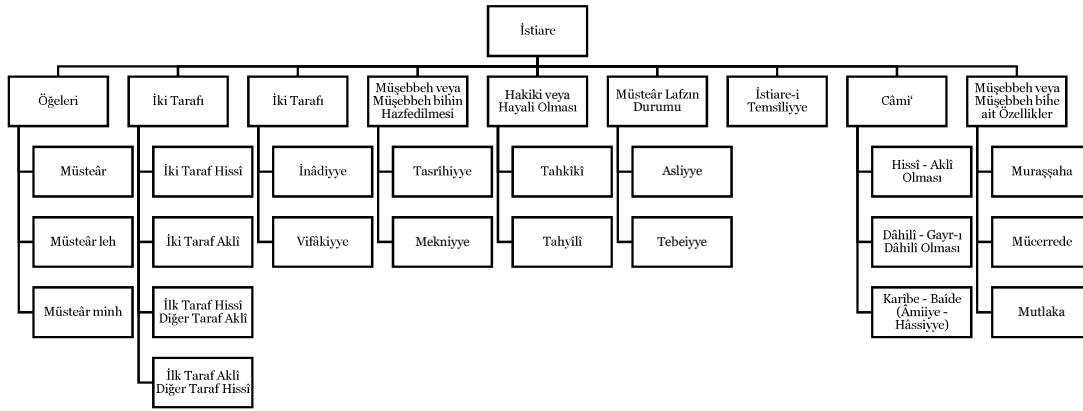 İstiare
Öğeleri
Müsteâr
Müsteâr leh
Müsteâr minh
İki Tarafı
İki Taraf Hissî
İki Taraf Aklî
İlk Taraf Hissî
Diğer Taraf Aklî
İlk Taraf Aklî
Diğer Taraf Hissî
İki Tarafı
İnâdiyye
Vifâkiyye
Müşebbeh veya
Müşebbeh bihin
Hazfedilmesi
Tasrîhiyye
Mekniyye
Hakiki veya
Hayali Olması
Tahkîkî
Tahyîlî
Müsteâr Lafzın
Durumu
Asliyye
Tebeiyye
İstiare-i
Temsîliyye
Câmi‘
Hissî - Aklî
Olması
Dâhilî - Gayr-ı
Dâhilî Olması
Karîbe - Baîde
(Âmiiye -
Hâssiyye)
Müşebbeh veya
Müşebbeh bihe
ait Özellikler
Muraşşaha
Mücerrede
Mutlaka